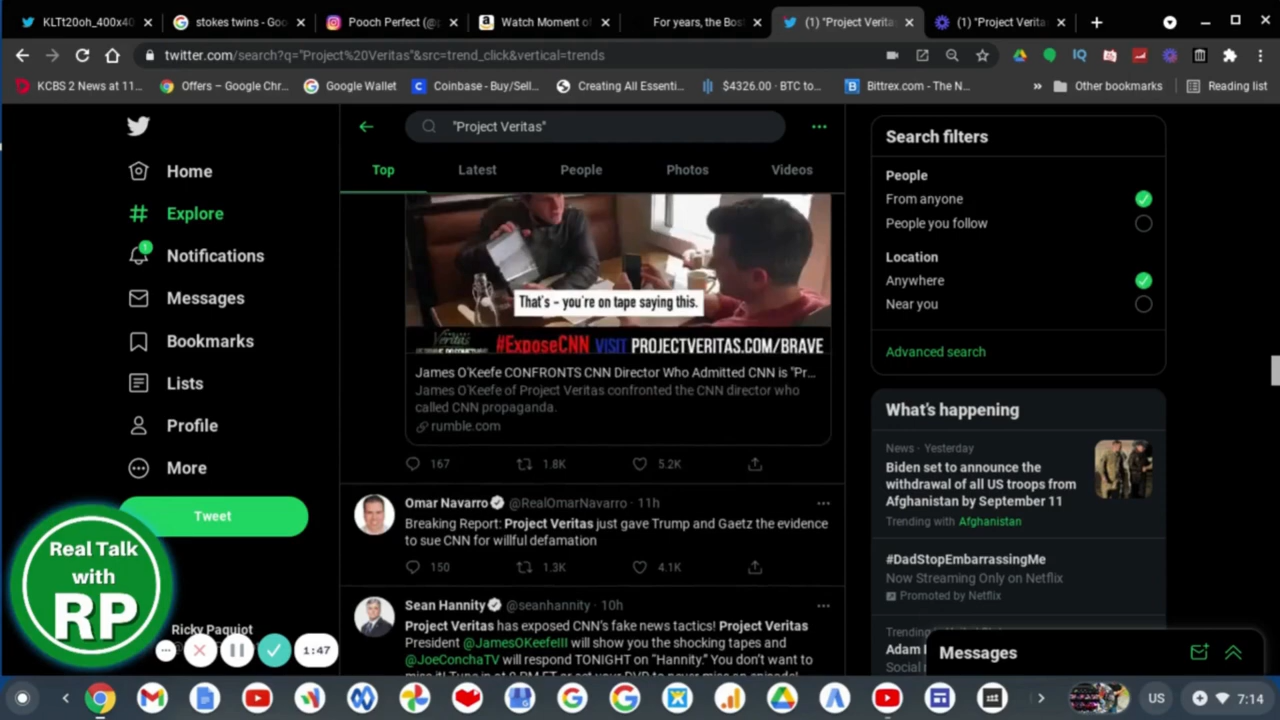 KLTt20oh_400x40
stokes twins - Goo
Pooch Perfect (@p
Watch Moment of
For years, the Bos
(1) "Project Verita
(1) "Project Verita
twitter.com/search?q="Project%20Veritas"&src=trend_click&vertical=trends
KCBS 2 News at 11...
Offers – Google Chr...
Google Wallet
Coinbase - Buy/Sell...
Creating All Essenti...
$4326.00 · BTC to...
Bittrex.com - The N...
Other bookmarks
Reading list
Home
Explore
1
Notifications
Messages
Bookmarks
Lists
Profile
More
Tweet
Real Talk
with
RP
Ricky Paquiot
1:47
"Project Veritas"
Top
Latest
People
Photos
Videos
That's – you're on tape saying this.
Veritas
#ExposeCNN VISIT PROJECTVERITAS.COM/BRAVE
James O'Keefe CONFRONTS CNN Director Who Admitted CNN is "Pr...
James O'Keefe of Project Veritas confronted the CNN director who
called CNN propaganda.
rumble.com
167 1.8K 5.2K
Omar Navarro @RealOmarNavarro · 11h
Breaking Report: Project Veritas just gave Trump and Gaetz the evidence
to sue CNN for willful defamation
150 1.3K 4.1K
Sean Hannity @seanhannity · 10h
Project Veritas has exposed CNN's fake news tactics! Project Veritas
President @JamesOKeefeIII will show you the shocking tapes and
@JoeConchaTV will respond TONIGHT on "Hannity." You don't want to
Search filters
People
From anyone
People you follow
Location
Anywhere
Near you
Advanced search
What's happening
News · Yesterday
Biden set to announce the
withdrawal of all US troops from
Afghanistan by September 11
Trending with Afghanistan
#DadStopEmbarrassingMe
Now Streaming Only on Netflix
Promoted by Netflix
Trending
Adam
Social
Messages
US
7:14